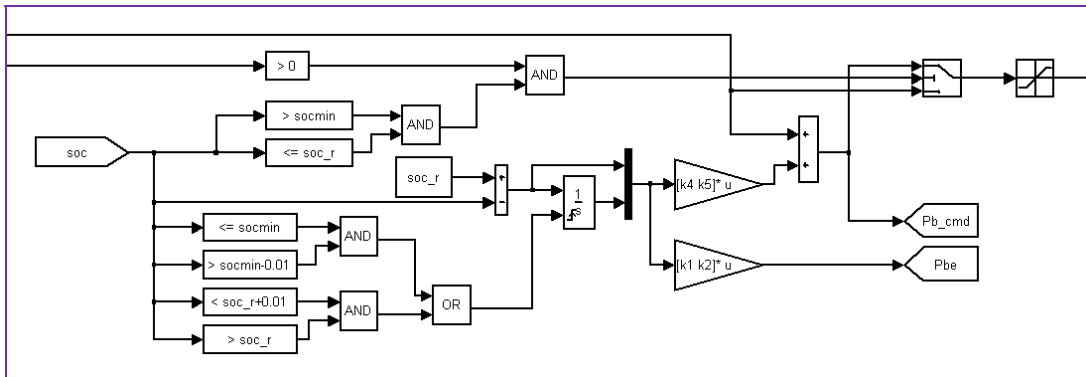 > 0
AND
> socmin
AND
soc
<= soc_r
soc_r
+
-
1
s
[k4 k5]* u
+
+
<= socmin
AND
Pb_cmd
> socmin-0.01
[k1 k2]* u
Pbe
< soc_r+0.01
OR
AND
> soc_r